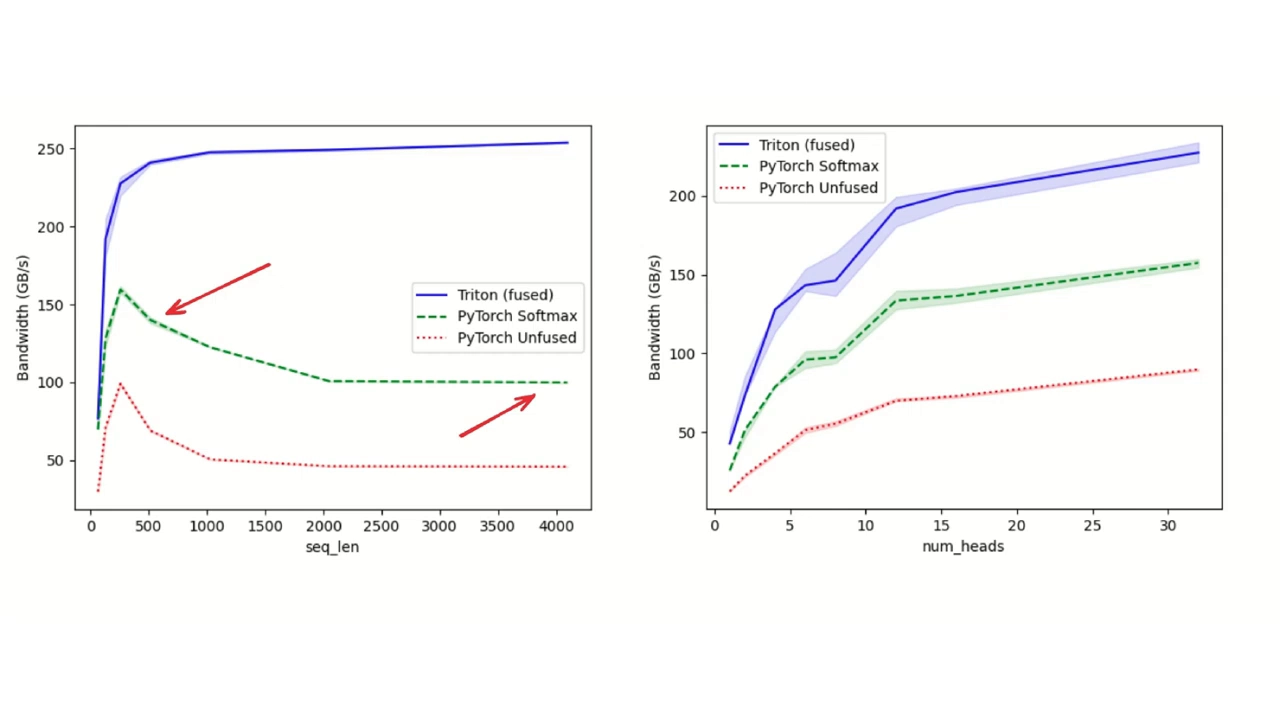 250
200
150
100
50
Bandwidth (GB/s)
Triton (fused)
PyTorch Softmax
PyTorch Unfused
0 500 1000 1500 2000 2500 3000 3500 4000
seq_len
Triton (fused)
PyTorch Softmax
PyTorch Unfused
200
150
100
50
Bandwidth (GB/s)
0 5 10 15 20 25 30
num_heads